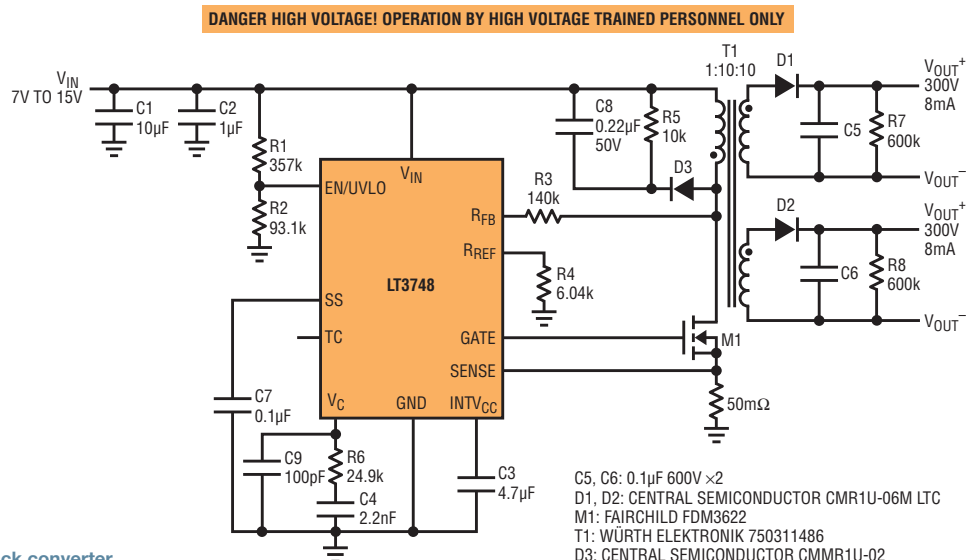 DANGER HIGH VOLTAGE! OPERATION BY HIGH VOLTAGE TRAINED PERSONNEL ONLY
VIN
7V TO 15V
C1
10µF
C2
1µF
R1
357k
R2
93.1k
C8
0.22µF
50V
R5
10k
D3
T1
1:10:10
D1
C5
R7
600k
VOUT+
300V
8mA
VOUT–
D2
C6
R8
600k
VOUT+
300V
8mA
VOUT–
EN/UVLO
VIN
RFB
R3
140k
RREF
R4
6.04k
LT3748
SS
TC
GATE
M1
SENSE
50mΩ
VC
GND
INTVCC
C7
0.1µF
C9
100pF
R6
24.9k
C4
2.2nF
C3
4.7µF
C5, C6: 0.1µF 600V ×2
D1, D2: CENTRAL SEMICONDUCTOR CMR1U-06M LTC
M1: FAIRCHILD FDM3622
T1: WÜRTH ELEKTRONIK 750311486
D3: CENTRAL SEMICONDUCTOR CMMR1U-02
ck converter